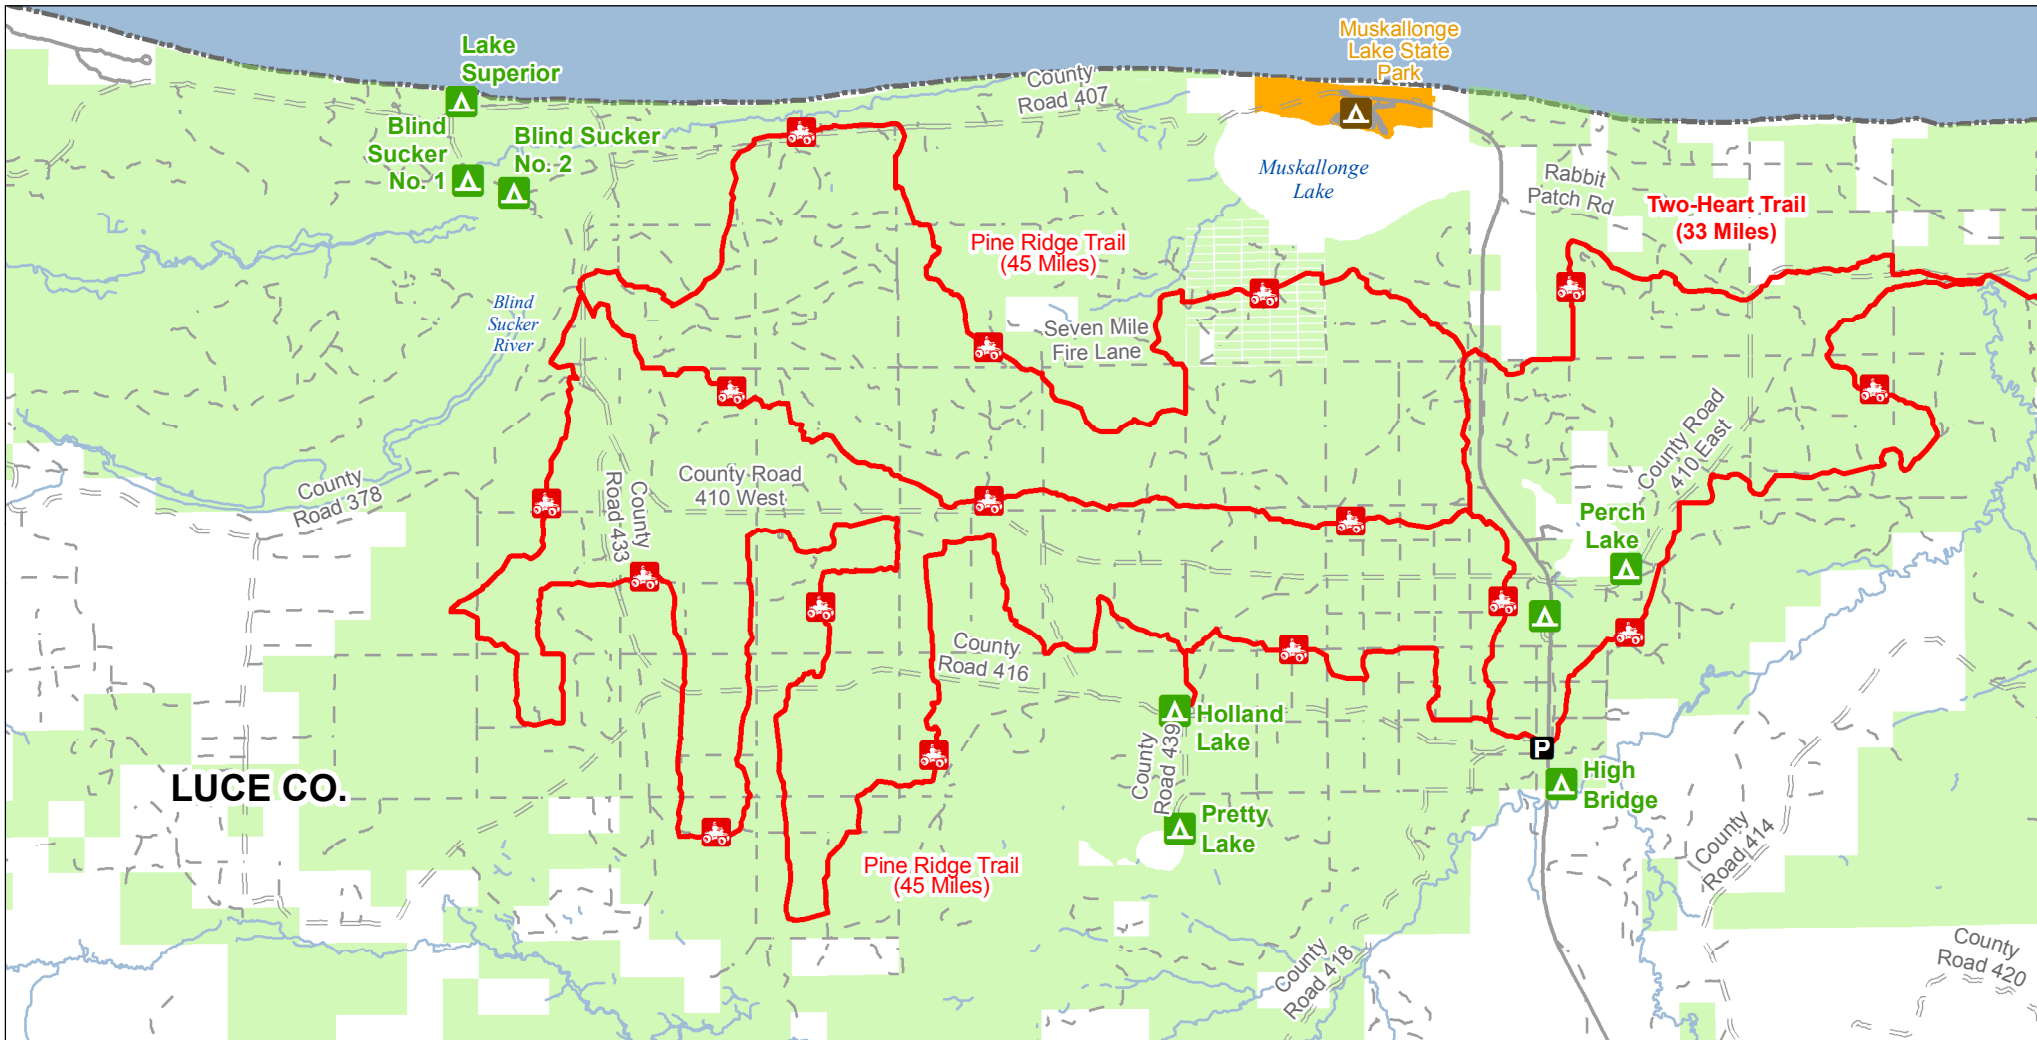 Lake
Superior
Blind
Sucker
No. 1
Blind Sucker
No. 2
County
Road 407
Muskallonge
Lake State
Park
Muskallonge
Lake
Rabbit
Patch Rd
Two-Heart Trail
(33 Miles)
Pine Ridge Trail
(45 Miles)
Blind
Sucker
River
Seven Mile
Fire Lane
County
Road 378
County
Road 433
County Road
410 West
County Road
410 East
Perch
Lake
County
Road 416
Holland
Lake
County
Road 439
P
High
Bridge
LUCE CO.
Pretty
Lake
Pine Ridge Trail
(45 Miles)
County
Road 414
County
Road 418
County
Road 420